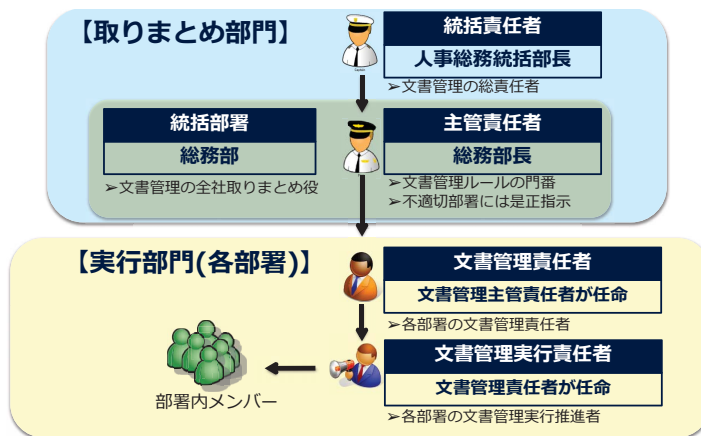 【取りまとめ部門】
統括責任者
人事総務統括部長
➢文書管理の総責任者
統括部署
総務部
➢文書管理の全社取りまとめ役
主管責任者
総務部長
➢文書管理ルールの門番
➢不適切部署には是正指示
【実行部門(各部署)】
文書管理責任者
文書管理主管責任者が任命
➢各部署の文書管理責任者
文書管理実行責任者
文書管理責任者が任命
➢各部署の文書管理実行推進者
部署内メンバー